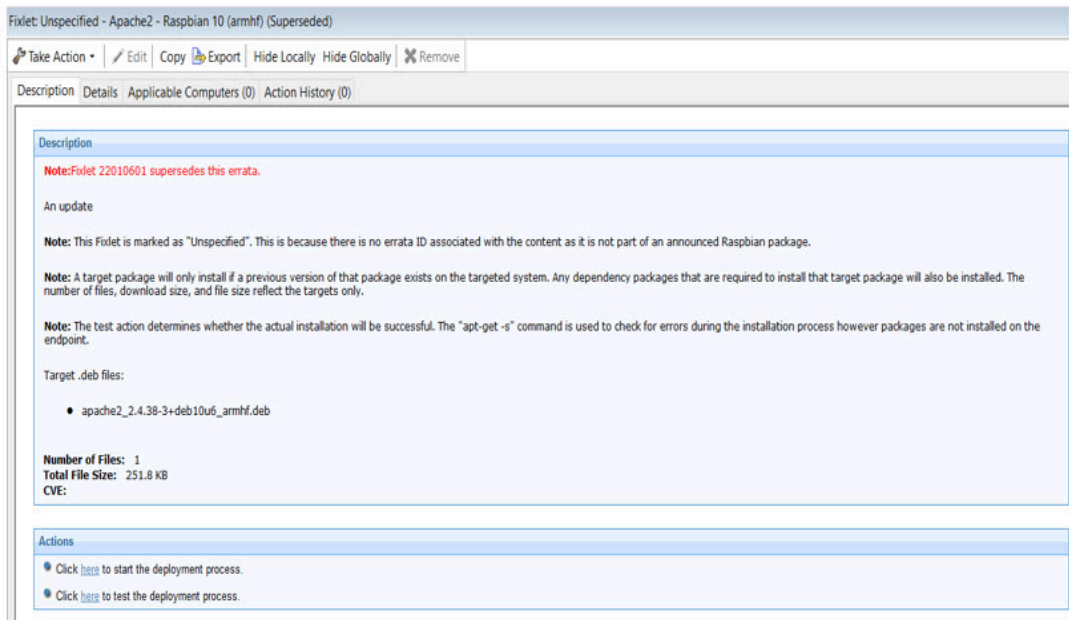 Fixlet: Unspecified - Apache2 - Raspbian 10 (armhf) (Superseded)
Take Action Edit Copy Export Hide Locally Hide Globally Remove
Description Details Applicable Computers (0) Action History (0)
Description
Note:Fixlet 22010601 supersedes this errata.
An update
Note: This Fixlet is marked as "Unspecified". This is because there is no errata ID associated with the content as it is not part of an announced Raspbian package.
Note: A target package will only install if a previous version of that package exists on the targeted system. Any dependency packages that are required to install that target package will also be installed. The
number of files, download size, and file size reflect the targets only.
Note: The test action determines whether the actual installation will be successful. The "apt-get -s" command is used to check for errors during the installation process however packages are not installed on the
endpoint.
Target .deb files:
• apache2_2.4.38-3+deb10u6_armhf.deb
Number of Files: 1
Total File Size: 251.8 KB
CVE:
Actions
Click here to start the deployment process.
Click here to test the deployment process.